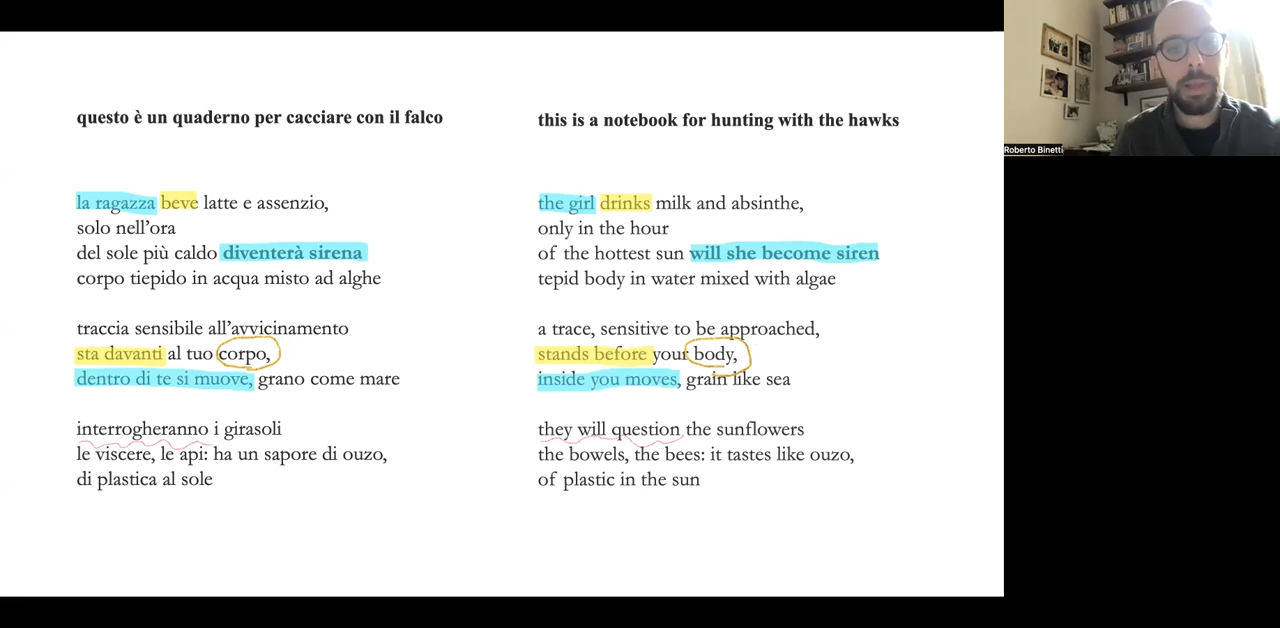 questo è un quaderno per cacciare con il falco
la ragazza beve latte e assenzio,
solo nell'ora
del sole più caldo diventerà sirena
corpo tiepido in acqua misto ad alghe
traccia sensibile all'avvicinamento
sta davanti al tuo corpo,
dentro di te si muove, grano come mare
interrogheranno i girasoli
le viscere, le api: ha un sapore di ouzo,
di plastica al sole
this is a notebook for hunting with the hawks
the girl drinks milk and absinthe,
only in the hour
of the hottest sun will she become siren
tepid body in water mixed with algae
a trace, sensitive to be approached,
stands before your body,
inside you moves, grain like sea
they will question the sunflowers
the bowels, the bees: it tastes like ouzo,
of plastic in the sun
Roberto Binetti